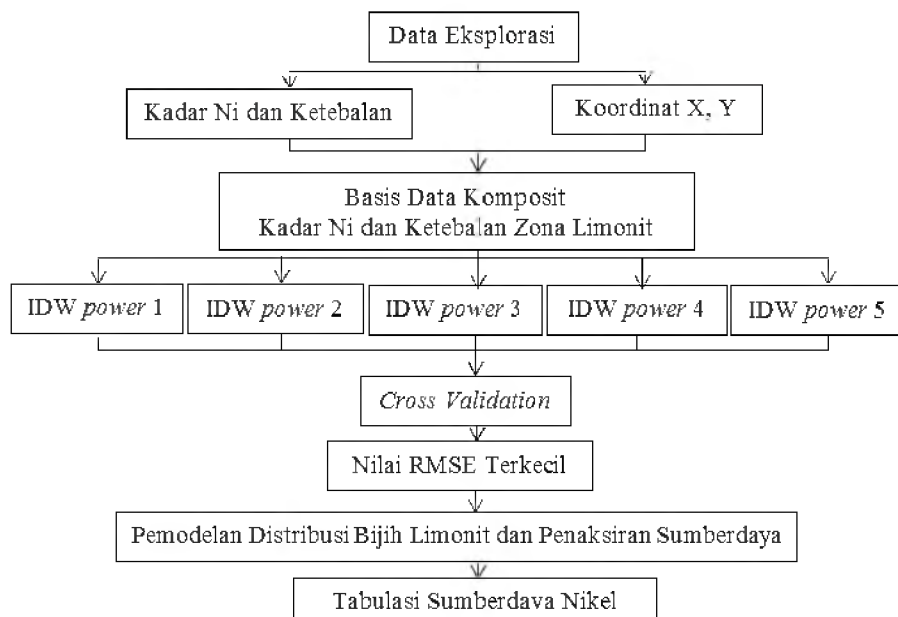 Data Eksplorasi
Kadar Ni dan Ketebalan
Koordinat X, Y
Basis Data Komposit
Kadar Ni dan Ketebalan Zona Limonit
IDW power 1
IDW power 2
IDW power 3
IDW power 4
IDW power 5
Cross Validation
Nilai RMSE Terkecil
Pemodelan Distribusi Bijih Limonit dan Penaksiran Sumberdaya
Tabulasi Sumberdaya Nikel